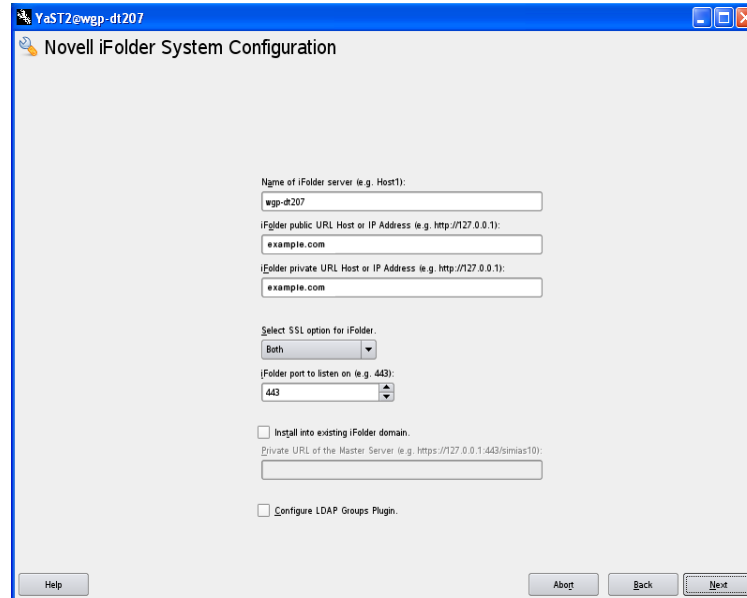 YaST2@wgp-dt207
Novell iFolder System Configuration
Name of iFolder server (e.g. Host1):
wgp-dt207
iFolder public URL Host or IP Address (e.g. http://127.0.0.1):
example.com
iFolder private URL Host or IP Address (e.g. http://127.0.0.1):
example.com
Select SSL option for iFolder.
Both
iFolder port to listen on (e.g. 443):
443
Install into existing iFolder domain.
Private URL of the Master Server (e.g. https://127.0.0.1:443/simias10):
Configure LDAP Groups Plugin.
Help Abort Back Next